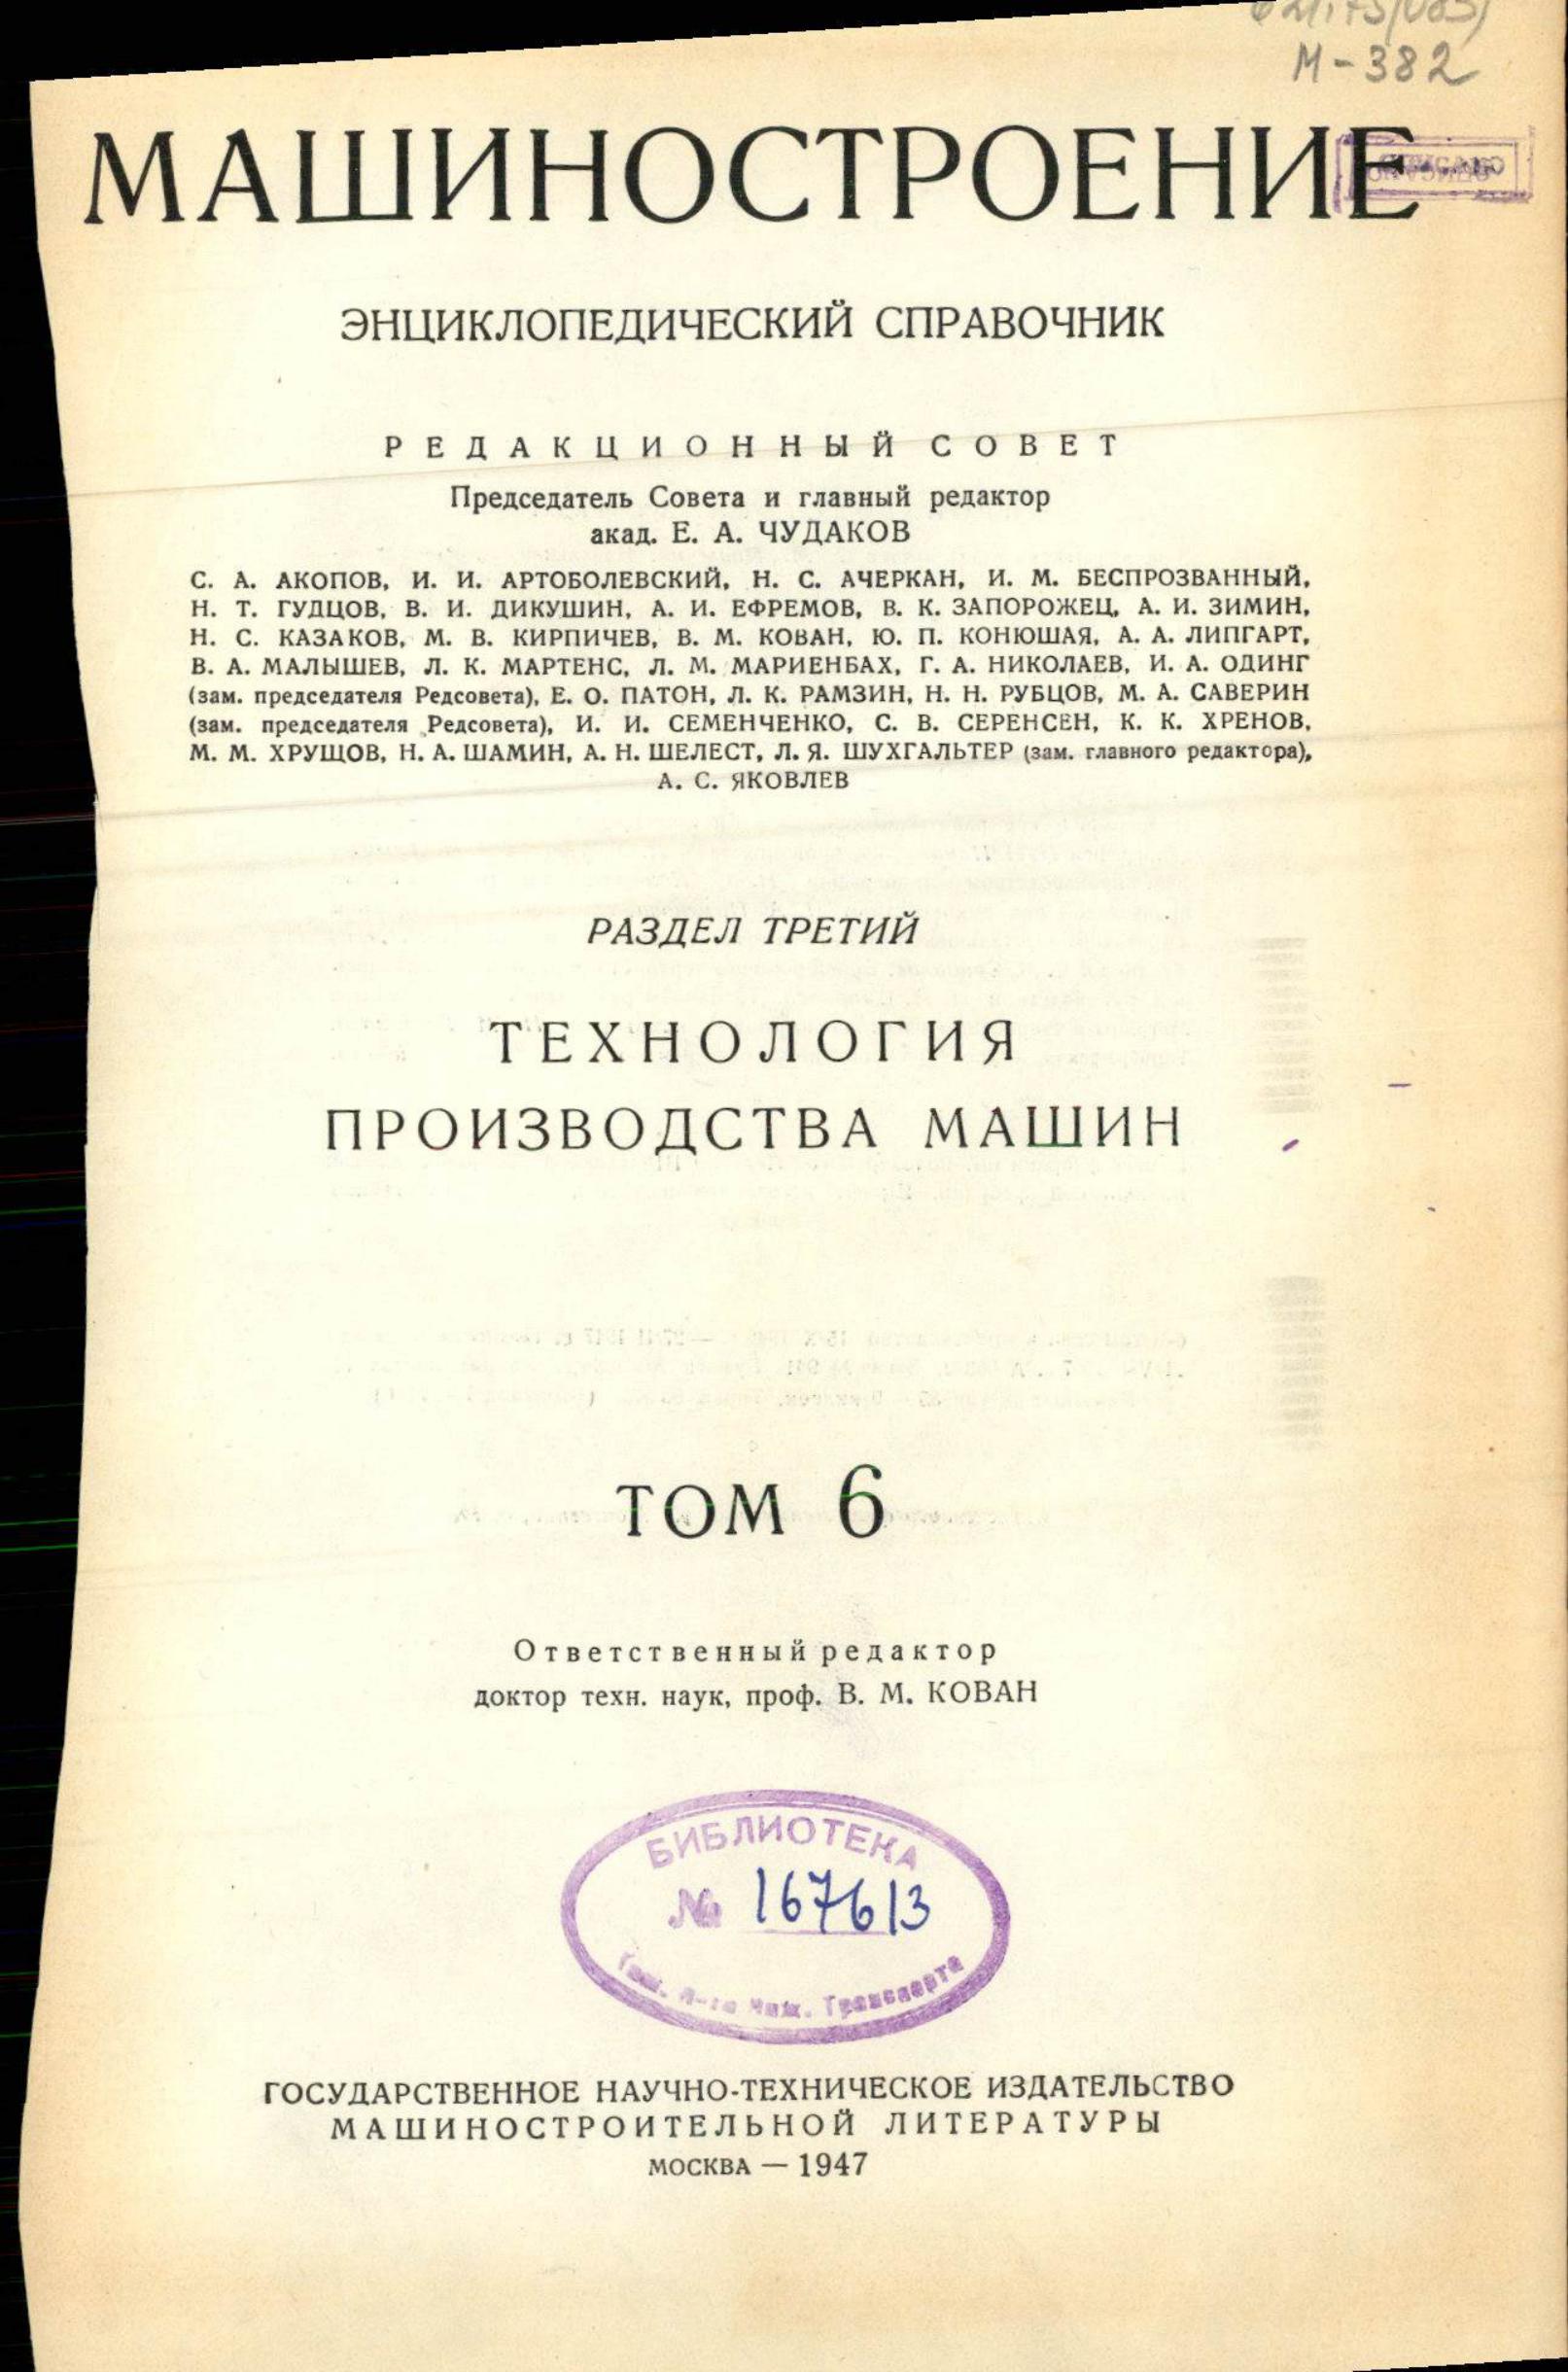 М-382
МАШИНОСТРОЕНИЕ
ЭНЦИКЛОПЕДИЧЕСКИЙ СПРАВОЧНИК
РЕДАКЦИОННЫЙ СОВЕТ
Председатель Совета и главный редактор
акад. Е. А. ЧУДАКОВ
С. А. АКОПОВ, И. И. АРТОБОЛЕВСКИЙ, Н. С. АЧЕРКАН, И. М. БЕСПРОЗВАННЫЙ,
Н. Т. ГУДЦОВ, В. И. ДИКУШИН, А. И. ЕФРЕМОВ, В. К. ЗАПОРОЖЕЦ, А. И. ЗИМИН,
Н. С. КАЗАКОВ, М. В. КИРПИЧЕВ, В. М. КОВАН, Ю. П. КОНЮШАЯ, А. А. ЛИПГАРТ,
В. А. МАЛЫШЕВ, Л. К. МАРТЕНС, Л. М. МАРИЕНБАХ, Г. А. НИКОЛАЕВ, И. А. ОДИНГ
(зам. председателя Редсовета), Е. О. ПАТОН, Л. К. РАМЗИН, Н. Н. РУБЦОВ, М. А. САВЕРИН
(зам. председателя Редсовета), И. И. СЕМЕНЧЕНКО, С. В. СЕРЕНСЕН, К. К. ХРЕНОВ,
М. М. ХРУЩОВ, Н. А. ШАМИН, А. Н. ШЕЛЕСТ, Л. Я. ШУХГАЛЬТЕР (зам. главного редактора),
А. С. ЯКОВЛЕВ
РАЗДЕЛ ТРЕТИЙ
ТЕХНОЛОГИЯ
ПРОИЗВОДСТВА МАШИН
ТОМ 6
Ответственный редактор
доктор техн. наук, проф. В. М. КОВАН
БИБЛИОТЕКА
№ 167613
Инж. Транспорта
ГОСУДАРСТВЕННОЕ НАУЧНО-ТЕХНИЧЕСКОЕ ИЗДАТЕЛЬСТВО
МАШИНОСТРОИТЕЛЬНОЙ ЛИТЕРАТУРЫ
МОСКВА — 1947